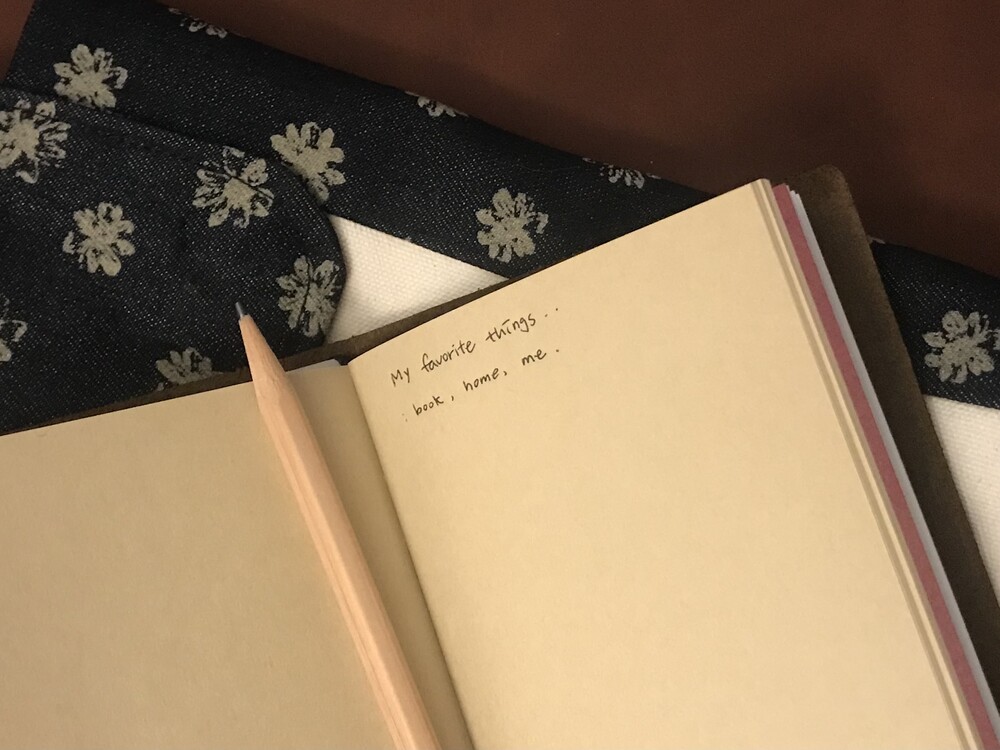 My favorite things..
: book, home, me.